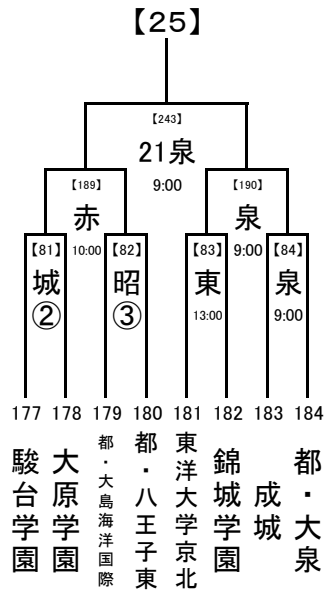 【25】
【243】
21泉
9:00
【189】
赤
10:00
【190】
泉
9:00
【81】
城
②
【82】
昭
③
【83】
東
13:00
【84】
泉
9:00
177 178 179 180 181 182 183 184
駿台学園
大原学園
都・大島海洋国際
都・八王子東
東洋大学京北
錦城学園
成城
都・大泉